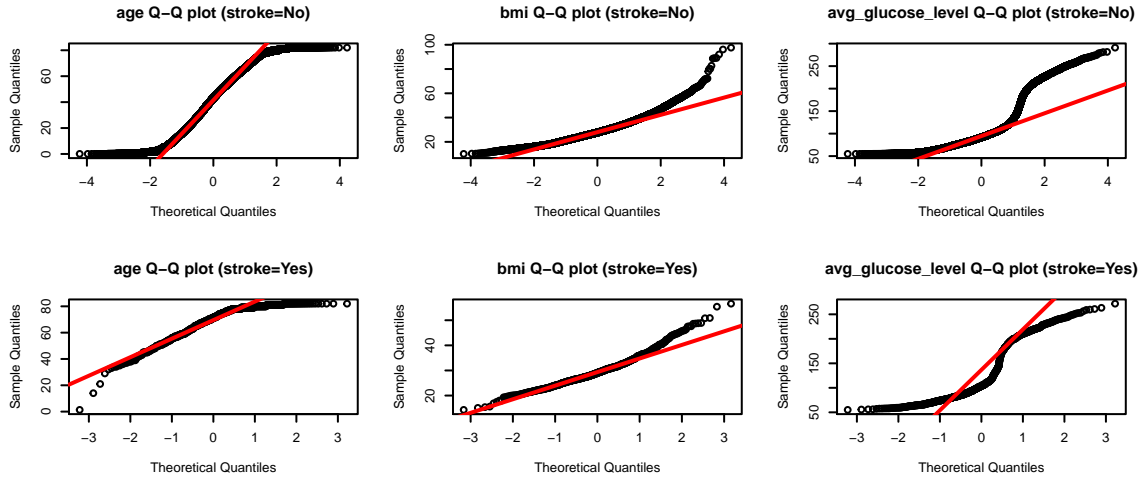 age Q−Q plot (stroke=No)
Sample Quantiles
0 20 60
−4 −2 0 2 4
Theoretical Quantiles
bmi Q−Q plot (stroke=No)
Sample Quantiles
20 60 100
−4 −2 0 2 4
Theoretical Quantiles
avg_glucose_level Q−Q plot (stroke=No)
Sample Quantiles
50 150 250
−4 −2 0 2 4
Theoretical Quantiles
age Q−Q plot (stroke=Yes)
Sample Quantiles
0 20 40 60 80
−3 −2 −1 0 1 2 3
Theoretical Quantiles
bmi Q−Q plot (stroke=Yes)
Sample Quantiles
20 40
−3 −2 −1 0 1 2 3
Theoretical Quantiles
avg_glucose_level Q−Q plot (stroke=Yes)
Sample Quantiles
50 150 250
−3 −2 −1 0 1 2 3
Theoretical Quantiles